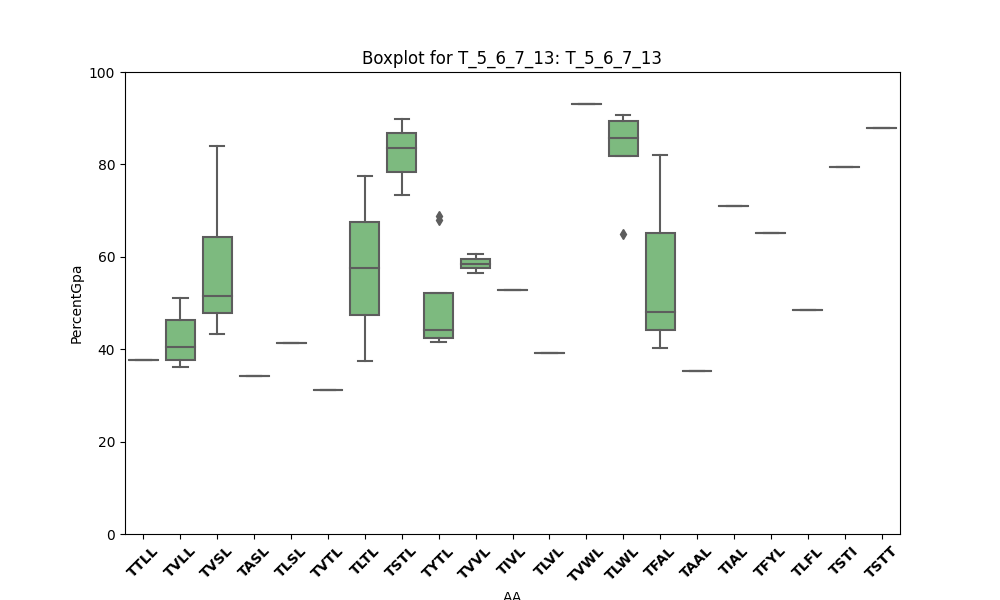 Boxplot for T_5_6_7_13: T_5_6_7_13
100
80
60
40
20
0
PercentGpa
TTLL TVLL TVSL TASL TLSL TVTL TLTL TSTL TYTL TVVL TIVL TLVL TVWL TLWL TFAL TAAL TIAL TFYL TLFL TSTI TSTT
AA